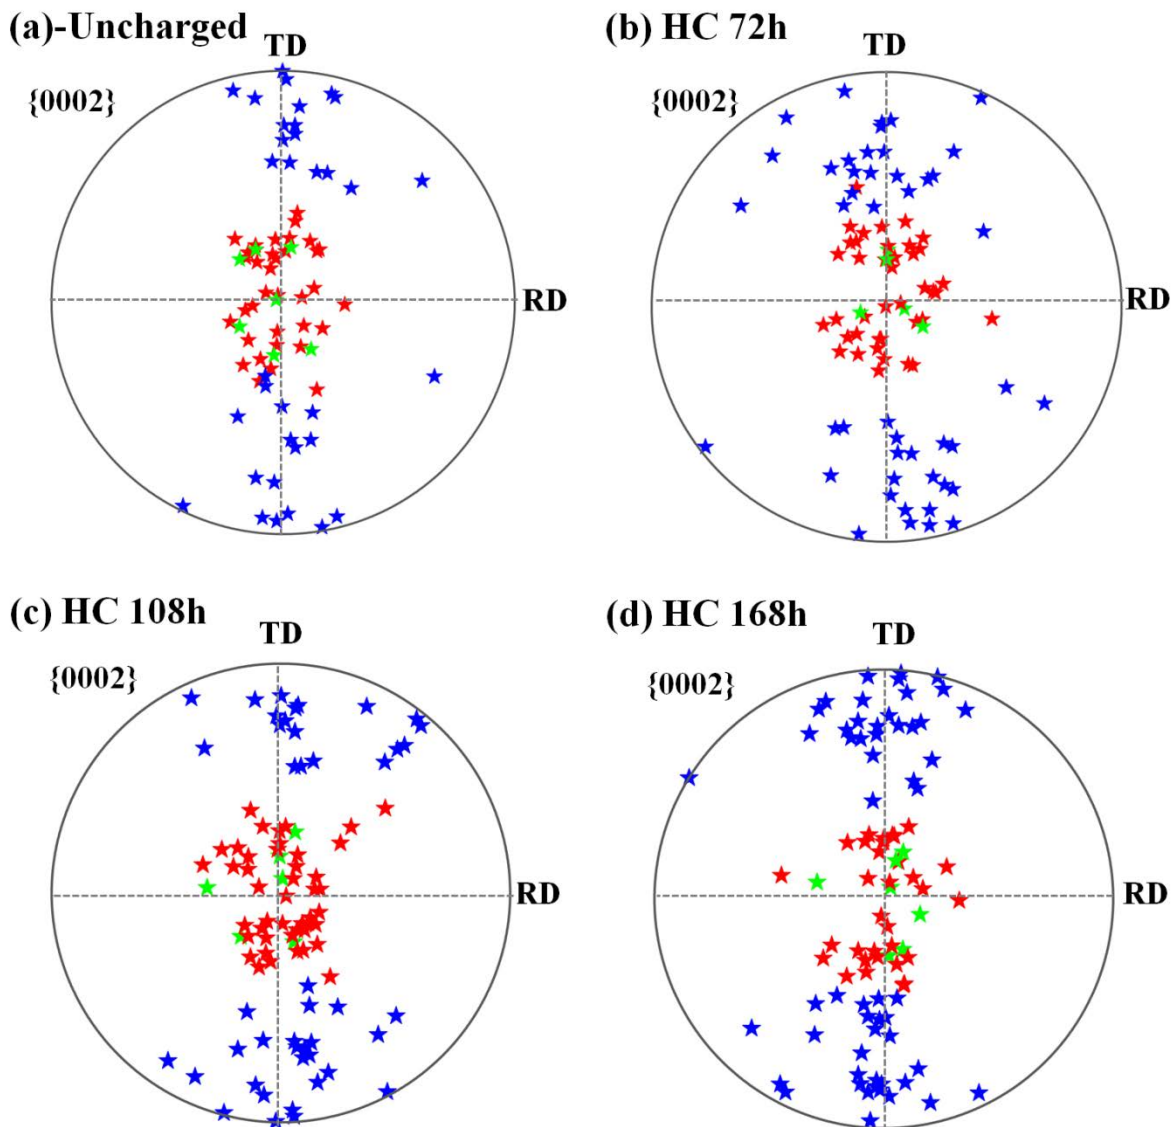 (a)-Uncharged
TD
{0002}
RD
(b) HC 72h
TD
{0002}
RD
(c) HC 108h
TD
{0002}
RD
(d) HC 168h
TD
{0002}
RD